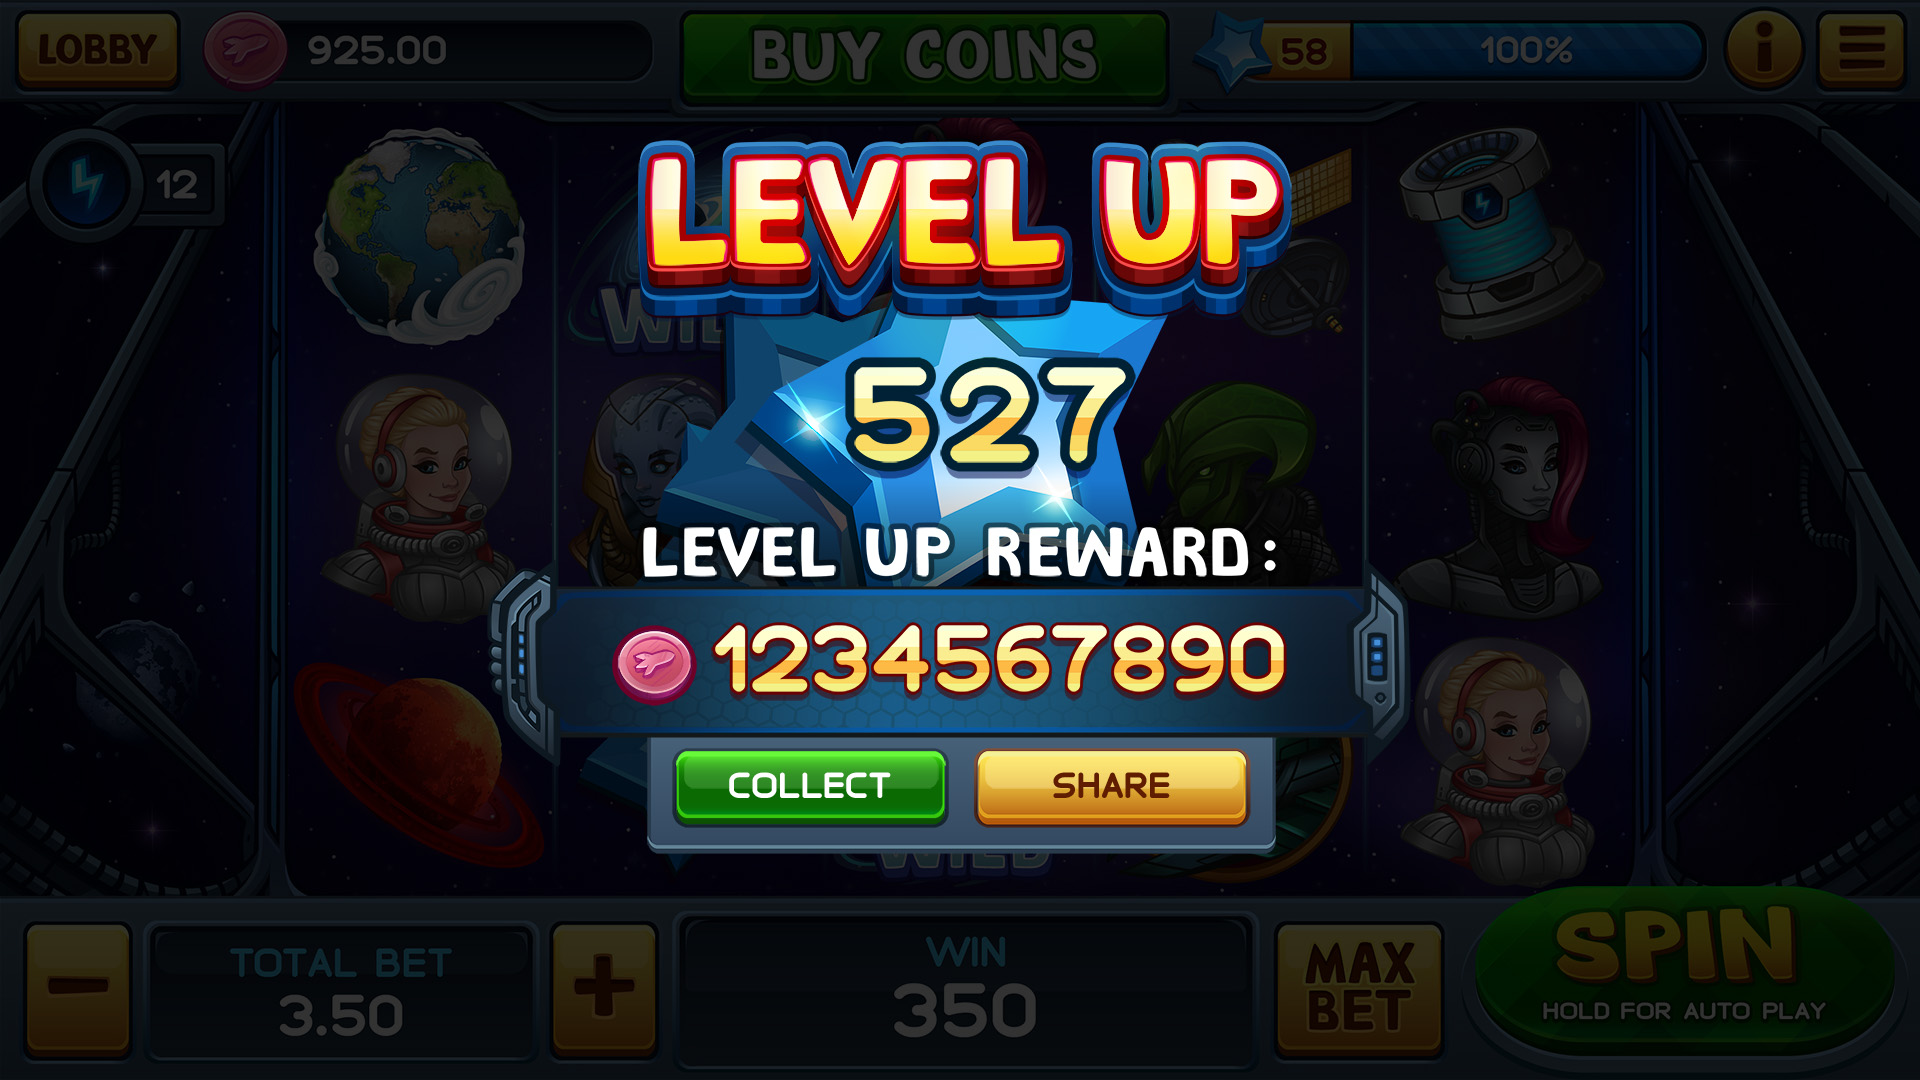 LOBBY
925.00
BUY COINS
58
100%
i
12
LEVEL UP
WILD
527
LEVEL UP REWARD:
1234567890
COLLECT
SHARE
WILD
TOTAL BET
3.50
WIN
350
MAX
BET
SPIN
HOLD FOR AUTO PLAY